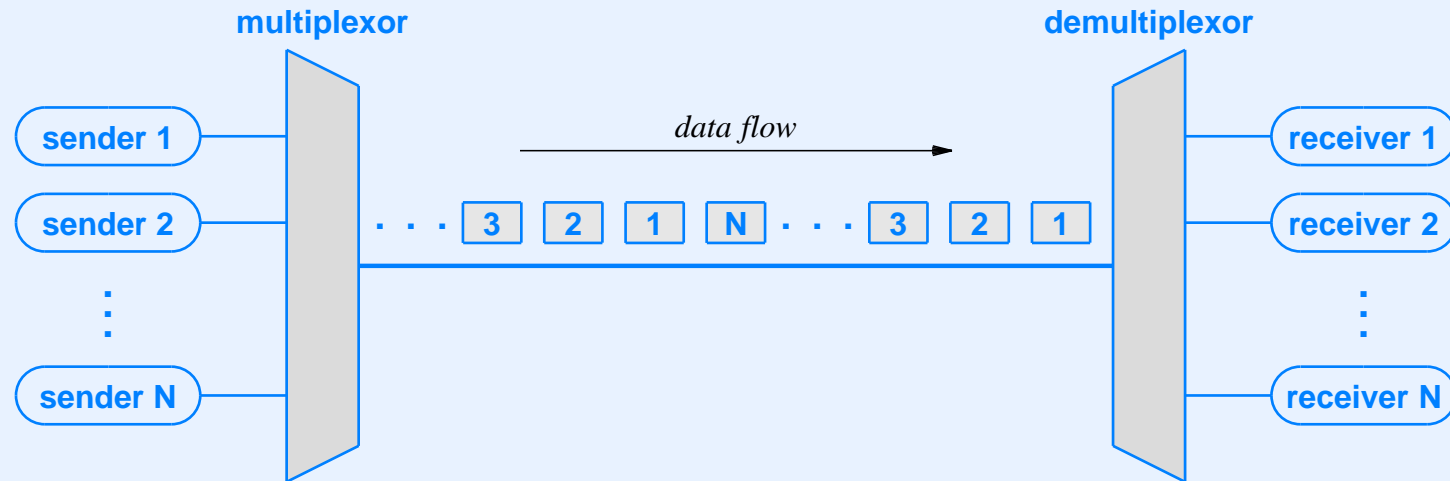 multiplexor
demultiplexor
data flow
sender 1
receiver 1
sender 2
. . . 3 2 1 N . . . 3 2 1
receiver 2
sender N
receiver N